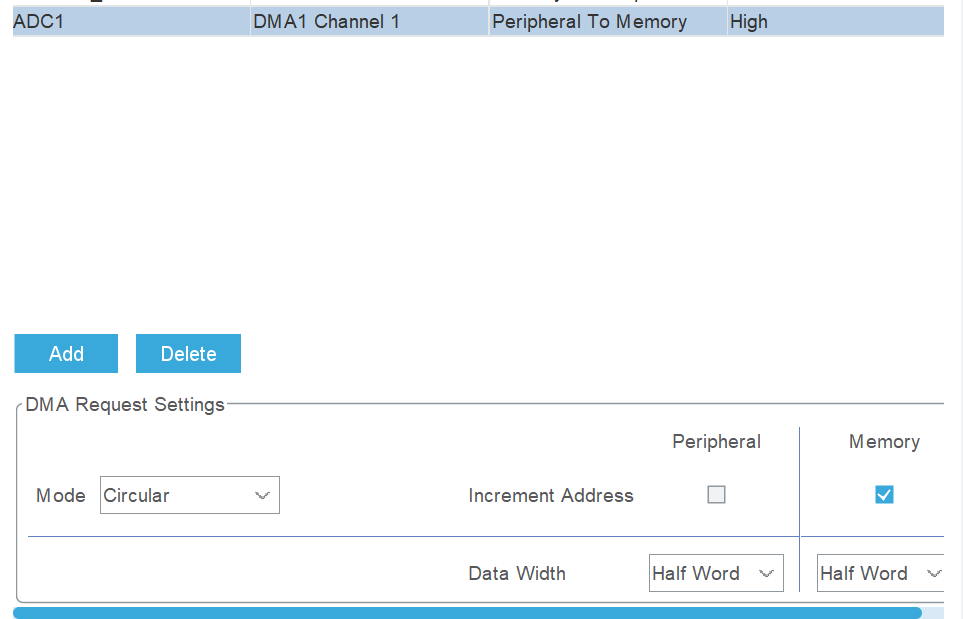 ADC1 DMA1 Channel 1 Peripheral To Memory High
Add Delete
DMA Request Settings
Peripheral Memory
Mode Circular Increment Address
Data Width Half Word Half Word